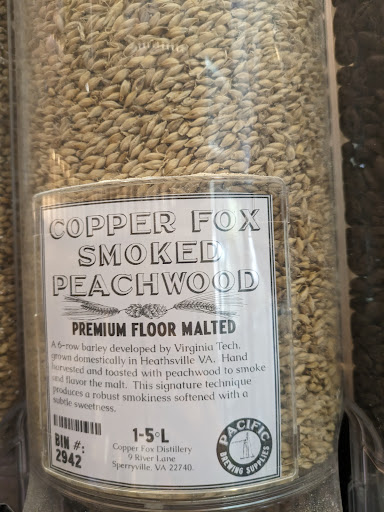 COPPER FOX
SMOKED
PEACHWOOD
PREMIUM FLOOR MALTED
A 6-row barley developed by Virginia Tech,
grown domestically in Heathsville VA. Hand
harvested and toasted with peachwood to smoke
and flavor the malt. This signature technique
produces a robust smokiness softened with a
subtle sweetness.
BIN #:
2942
1-5°L
Copper Fox Distillery
9 River Lane
Sperryville, VA 22740.
PACIFIC
BREWING SUPPLIES